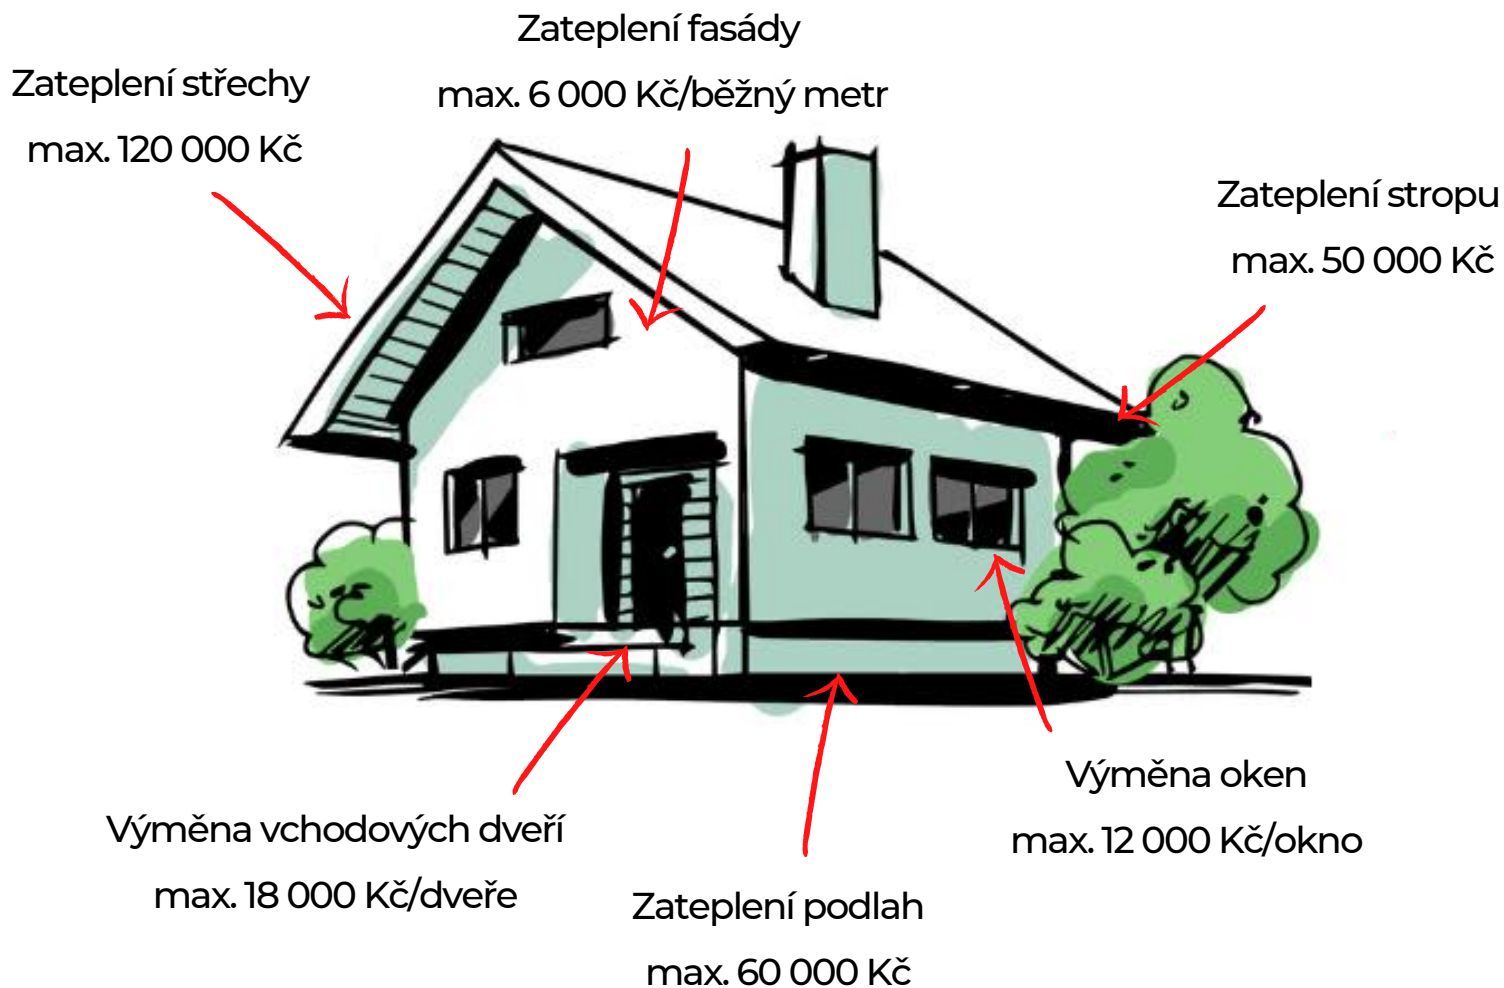 Zateplení fasády
max. 6 000 Kč/běžný metr
Zateplení střechy
max. 120 000 Kč
Zateplení stropu
max. 50 000 Kč
Výměna oken
max. 12 000 Kč/okno
Výměna vchodových dveří
max. 18 000 Kč/dveře
Zateplení podlah
max. 60 000 Kč